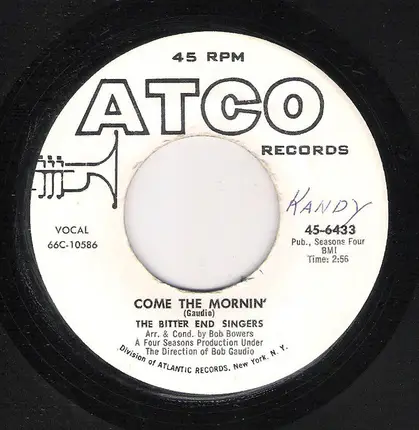 45 RPM
ATCO
RECORDS
KANDY
VOCAL
66C-10586
45-6433
Pub., Seasons Four
BMI
Time: 2:56
COME THE MORNIN'
(Gaudio)
THE BITTER END SINGERS
Arr. & Cond. by Bob Bowers
A Four Seasons Production Under
The Direction of Bob Gaudio
Division of ATLANTIC RECORDS, New York, N. Y.